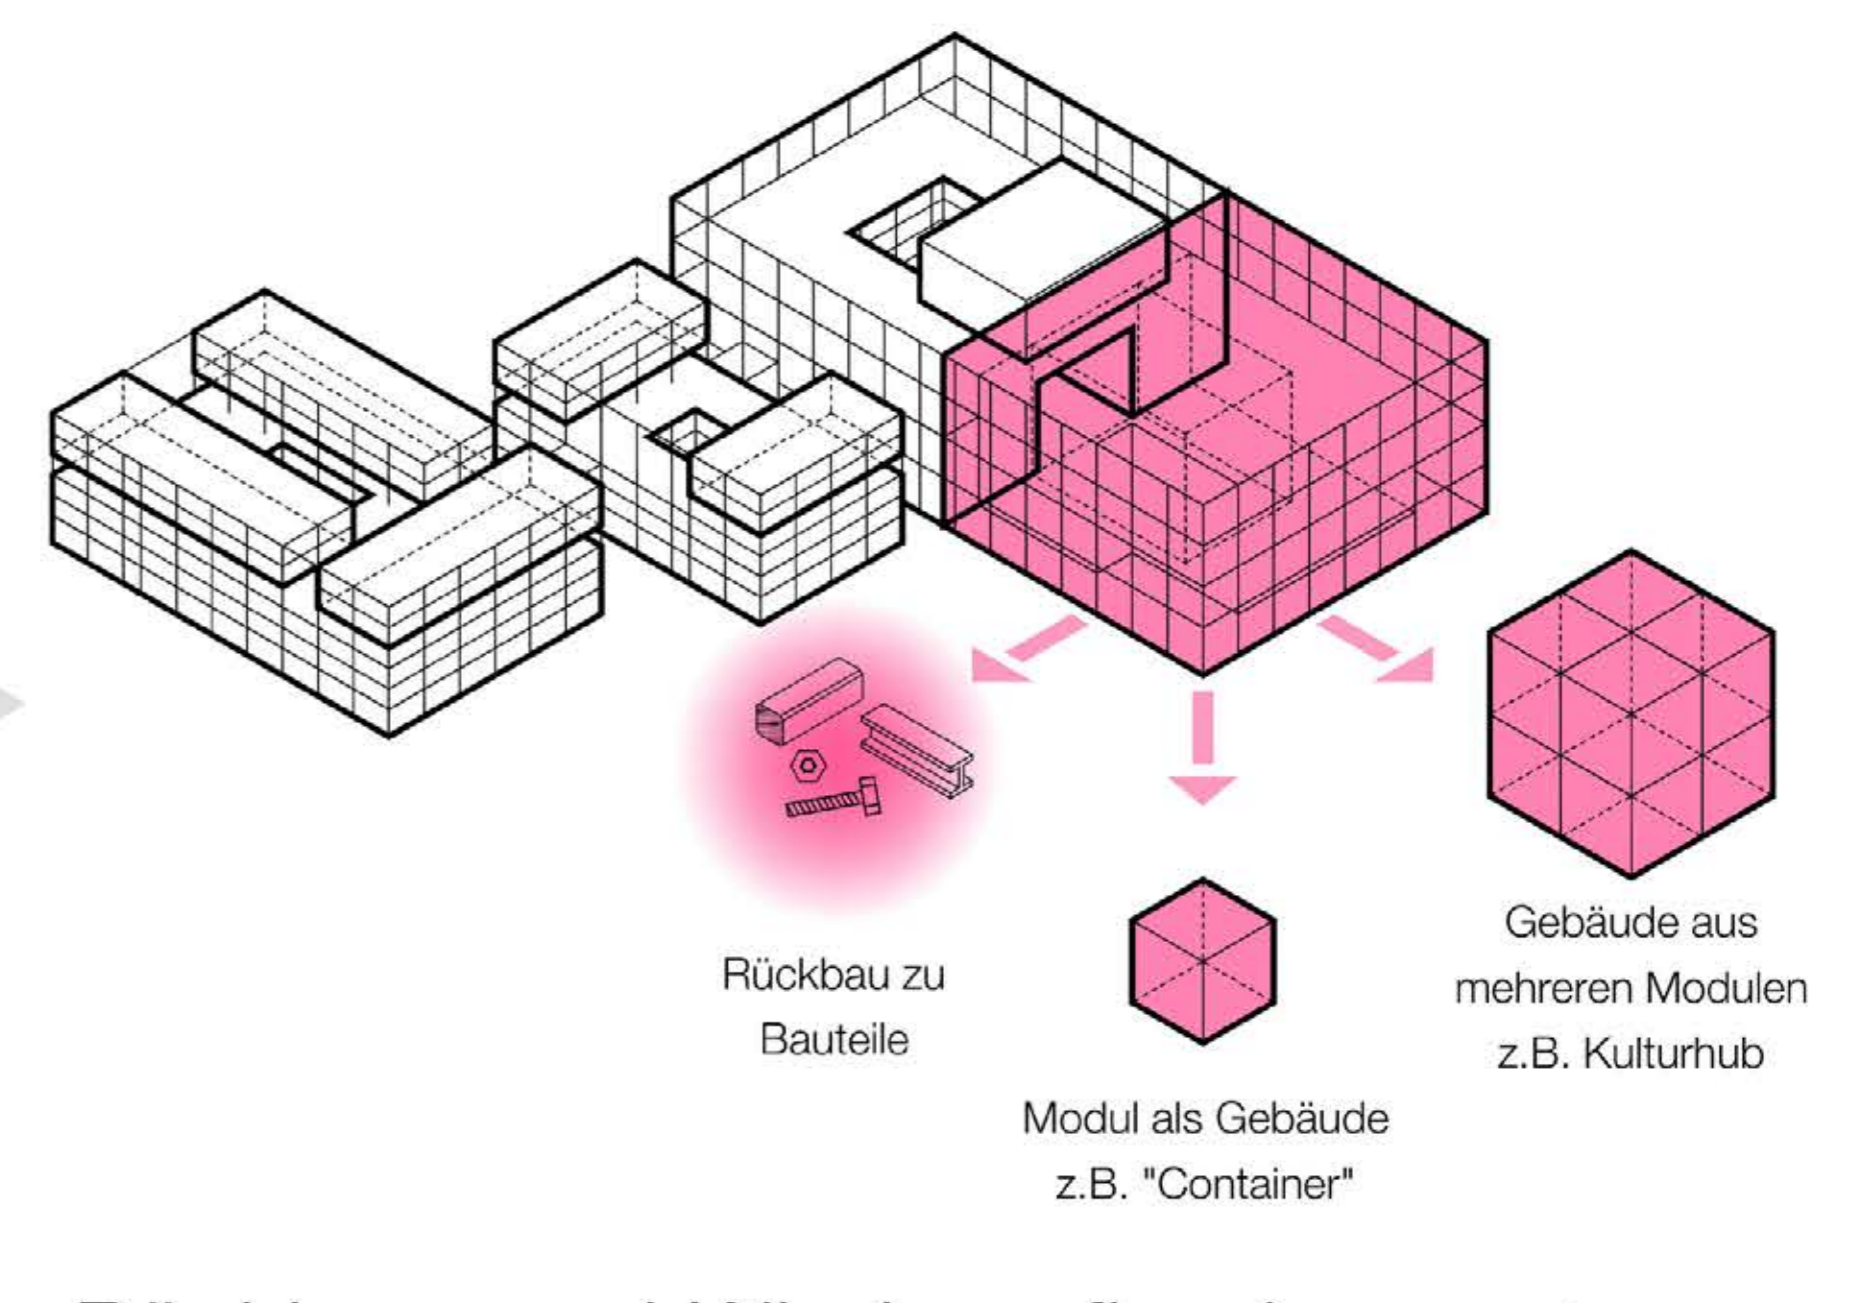 Rückbau zu
Bauteile
Modul als Gebäude
z.B. "Container"
Gebäude aus
mehreren Modulen
z.B. Kulturhub